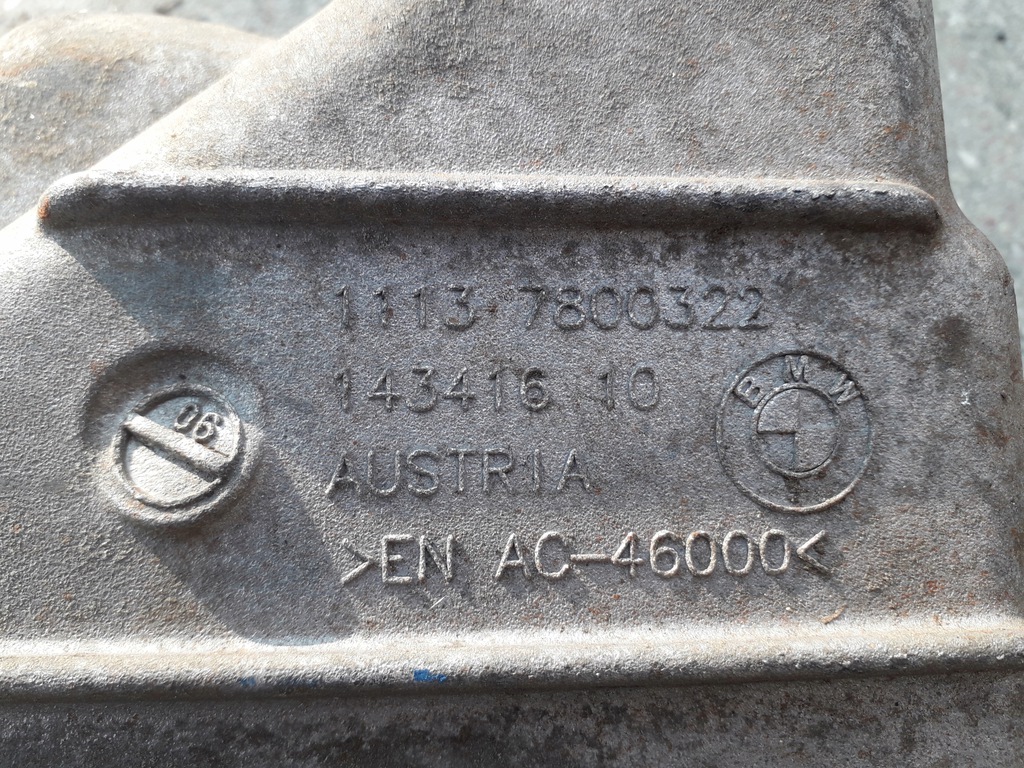 1113 7800322
143416 10
BMW
06
AUSTRIA
>EN AC-46000<